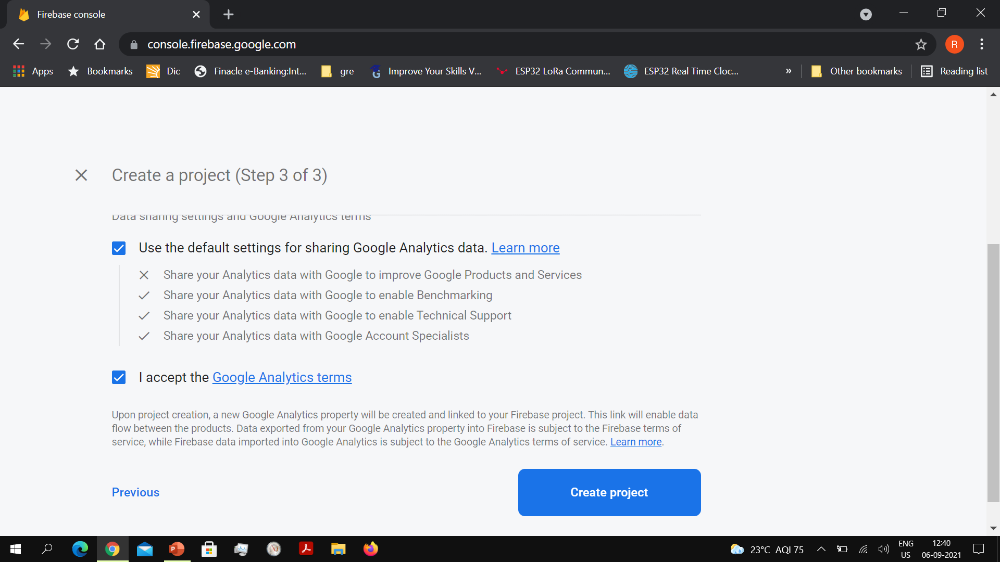 Firebase console
console.firebase.google.com
R
Apps
Bookmarks
Dic
Finacle e-Banking:Int...
gre
Improve Your Skills V...
ESP32 LoRa Commun...
ESP32 Real Time Cloc...
»
Other bookmarks
Reading list
Create a project (Step 3 of 3)
Data sharing settings and Google Analytics terms
Use the default settings for sharing Google Analytics data. Learn more
Share your Analytics data with Google to improve Google Products and Services
Share your Analytics data with Google to enable Benchmarking
Share your Analytics data with Google to enable Technical Support
Share your Analytics data with Google Account Specialists
I accept the Google Analytics terms
Upon project creation, a new Google Analytics property will be created and linked to your Firebase project. This link will enable data
flow between the products. Data exported from your Google Analytics property into Firebase is subject to the Firebase terms of
service, while Firebase data imported into Google Analytics is subject to the Google Analytics terms of service. Learn more.
Previous
Create project
23°C AQI 75
ENG
US
12:40
06-09-2021